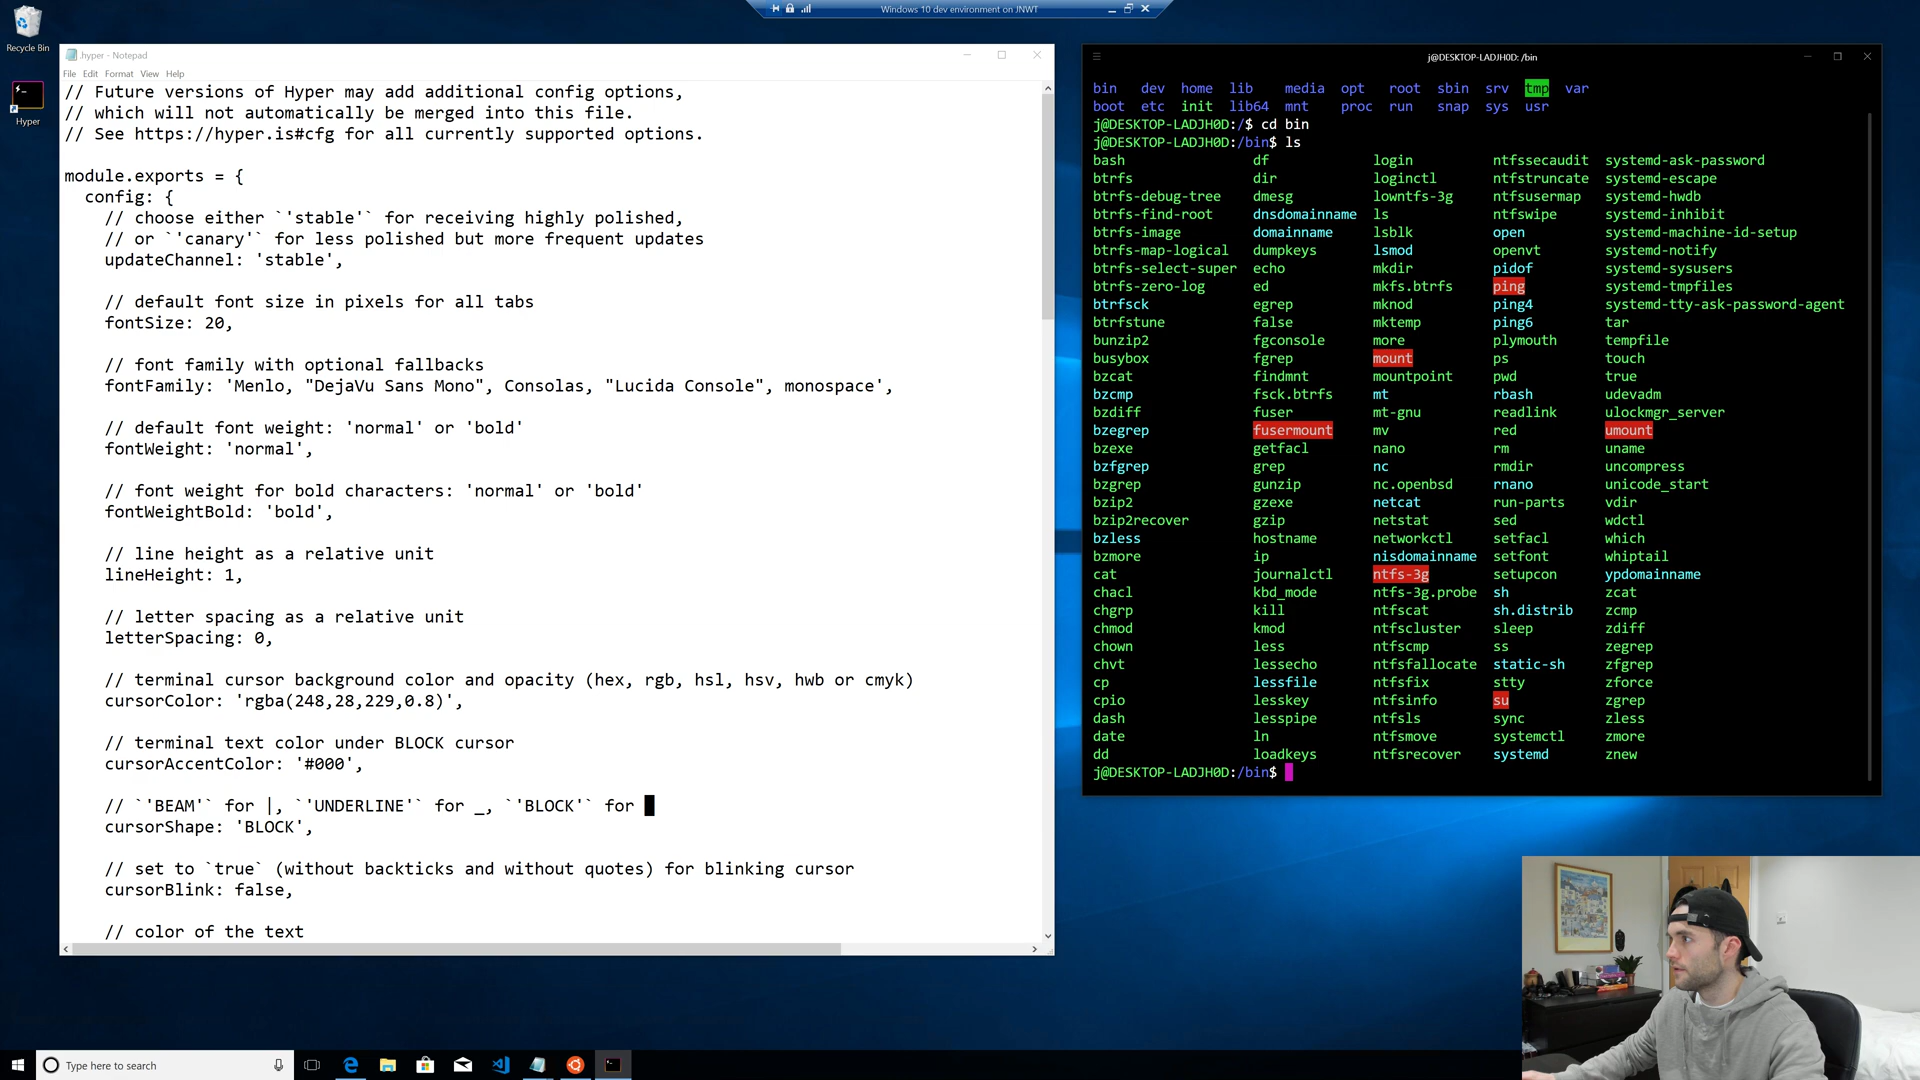 Windows 10 dev environment on JNWT
Recycle Bin
Hyper
.hyper - Notepad
File Edit Format View Help
// Future versions of Hyper may add additional config options,
// which will not automatically be merged into this file.
// See https://hyper.is#cfg for all currently supported options.
module.exports = {
config: {
// choose either `'stable'` for receiving highly polished,
// or `'canary'` for less polished but more frequent updates
updateChannel: 'stable',
// default font size in pixels for all tabs
fontSize: 20,
// font family with optional fallbacks
fontFamily: 'Menlo, "DejaVu Sans Mono", Consolas, "Lucida Console", monospace',
// default font weight: 'normal' or 'bold'
fontWeight: 'normal',
// font weight for bold characters: 'normal' or 'bold'
fontWeightBold: 'bold',
// line height as a relative unit
lineHeight: 1,
// letter spacing as a relative unit
letterSpacing: 0,
// terminal cursor background color and opacity (hex, rgb, hsl, hsv, hwb or cmyk)
cursorColor: 'rgba(248,28,229,0.8)',
// terminal text color under BLOCK cursor
cursorAccentColor: '#000',
// `'BEAM'` for |, `'UNDERLINE'` for _, `'BLOCK'` for █
cursorShape: 'BLOCK',
// set to `true` (without backticks and without quotes) for blinking cursor
cursorBlink: false,
// color of the text
j@DESKTOP-LADJH0D: /bin
bin dev home lib media opt root sbin srv tmp var
boot etc init lib64 mnt proc run snap sys usr
j@DESKTOP-LADJH0D:/$ cd bin
j@DESKTOP-LADJH0D:/bin$ ls
bash df login ntfssecaudit systemd-ask-password
btrfs dir loginctl ntfstruncate systemd-escape
btrfs-debug-tree dmesg lowntfs-3g ntfsusermap systemd-hwdb
btrfs-find-root dnsdomainname ls ntfswipe systemd-inhibit
btrfs-image domainname lsblk open systemd-machine-id-setup
btrfs-map-logical dumpkeys lsmod openvt systemd-notify
btrfs-select-super echo mkdir pidof systemd-sysusers
btrfs-zero-log ed mkfs.btrfs ping systemd-tmpfiles
btrfsck egrep mknod ping4 systemd-tty-ask-password-agent
btrfstune false mktemp ping6 tar
bunzip2 fgconsole more plymouth tempfile
busybox fgrep mount ps touch
bzcat findmnt mountpoint pwd true
bzcmp fsck.btrfs mt rbash udevadm
bzdiff fuser mt-gnu readlink ulockmgr_server
bzegrep fusermount mv red umount
bzexe getfacl nano rm uname
bzfgrep grep nc rmdir uncompress
bzgrep gunzip nc.openbsd rnano unicode_start
bzip2 gzexe netcat run-parts vdir
bzip2recover gzip netstat sed wdctl
bzless hostname networkctl setfacl which
bzmore ip nisdomainname setfont whiptail
cat journalctl ntfs-3g setupcon ypdomainname
chacl kbd_mode ntfs-3g.probe sh zcat
chgrp kill ntfscat sh.distrib zcmp
chmod kmod ntfscluster sleep zdiff
chown less ntfscmp ss zegrep
chvt lessecho ntfsfallocate static-sh zfgrep
cp lessfile ntfsfix stty zforce
cpio lesskey ntfsinfo su zgrep
dash lesspipe ntfsls sync zless
date ln ntfsmove systemctl zmore
dd loadkeys ntfsrecover systemd znew
j@DESKTOP-LADJH0D:/bin$
Type here to search